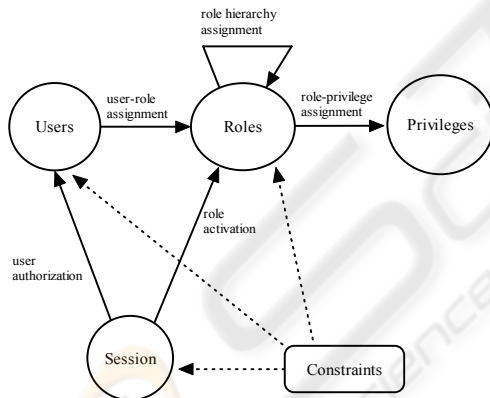 role hierarchy
assignment
user-role
assignment
role-privilege
assignment
Users
Roles
Privileges
role
activation
user
authorization
Session
Constraints